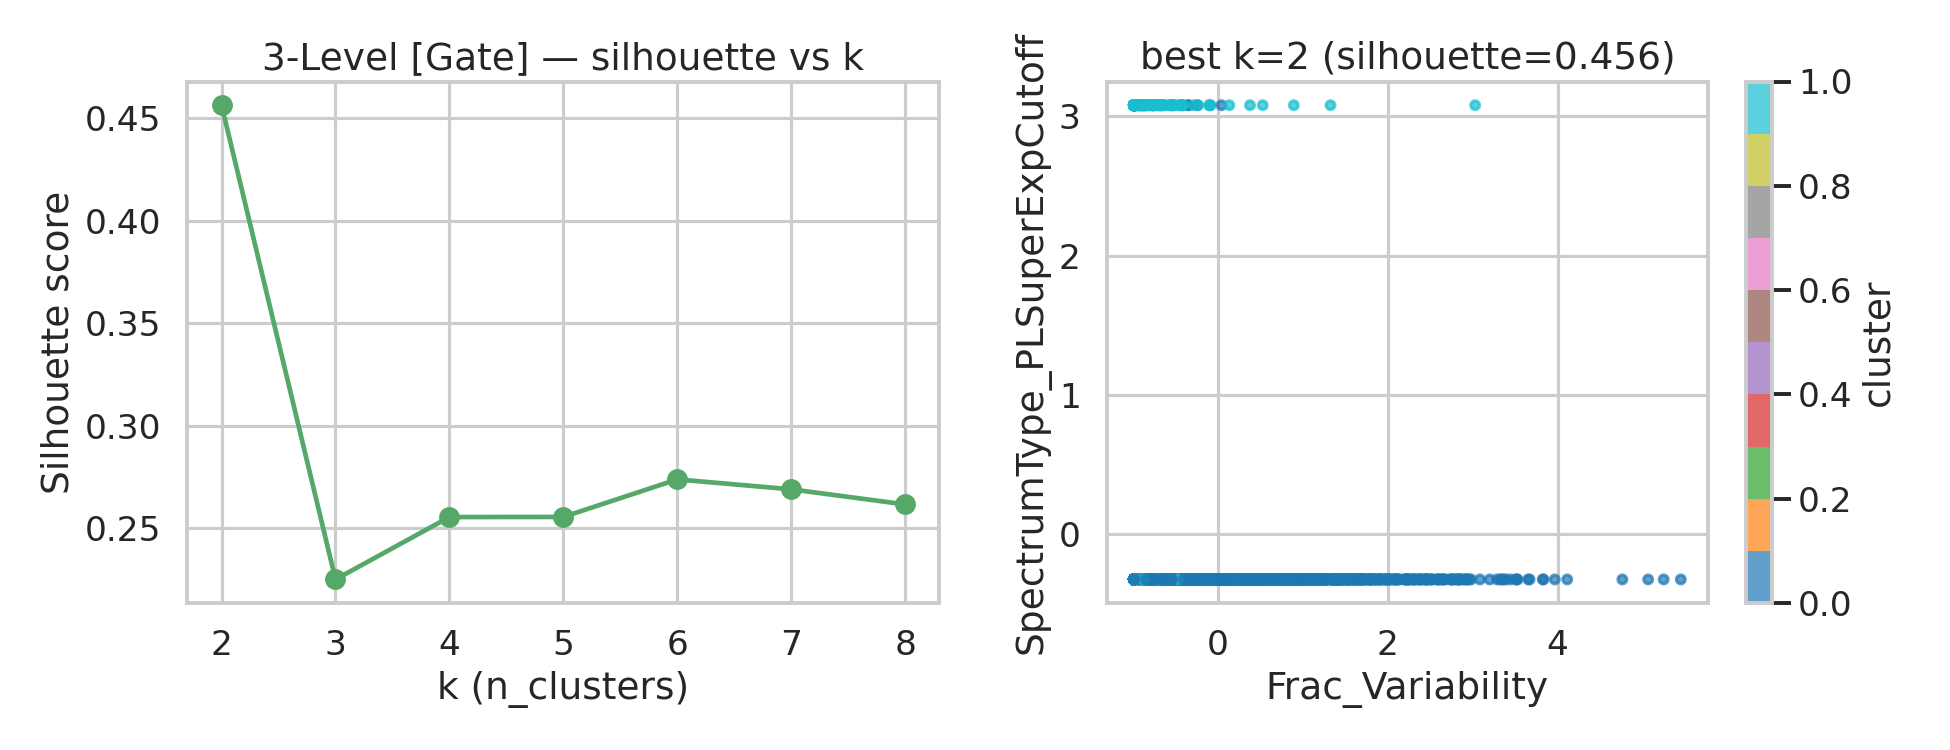 3-Level [Gate] — silhouette vs k
Silhouette score
0.45
0.40
0.35
0.30
0.25
2 3 4 5 6 7 8
k (n_clusters)
best k=2 (silhouette=0.456)
SpectrumType_PLSuperExpCutoff
3
2
1
0
0 2 4
Frac_Variability
1.0
0.8
0.6
0.4
0.2
0.0
cluster